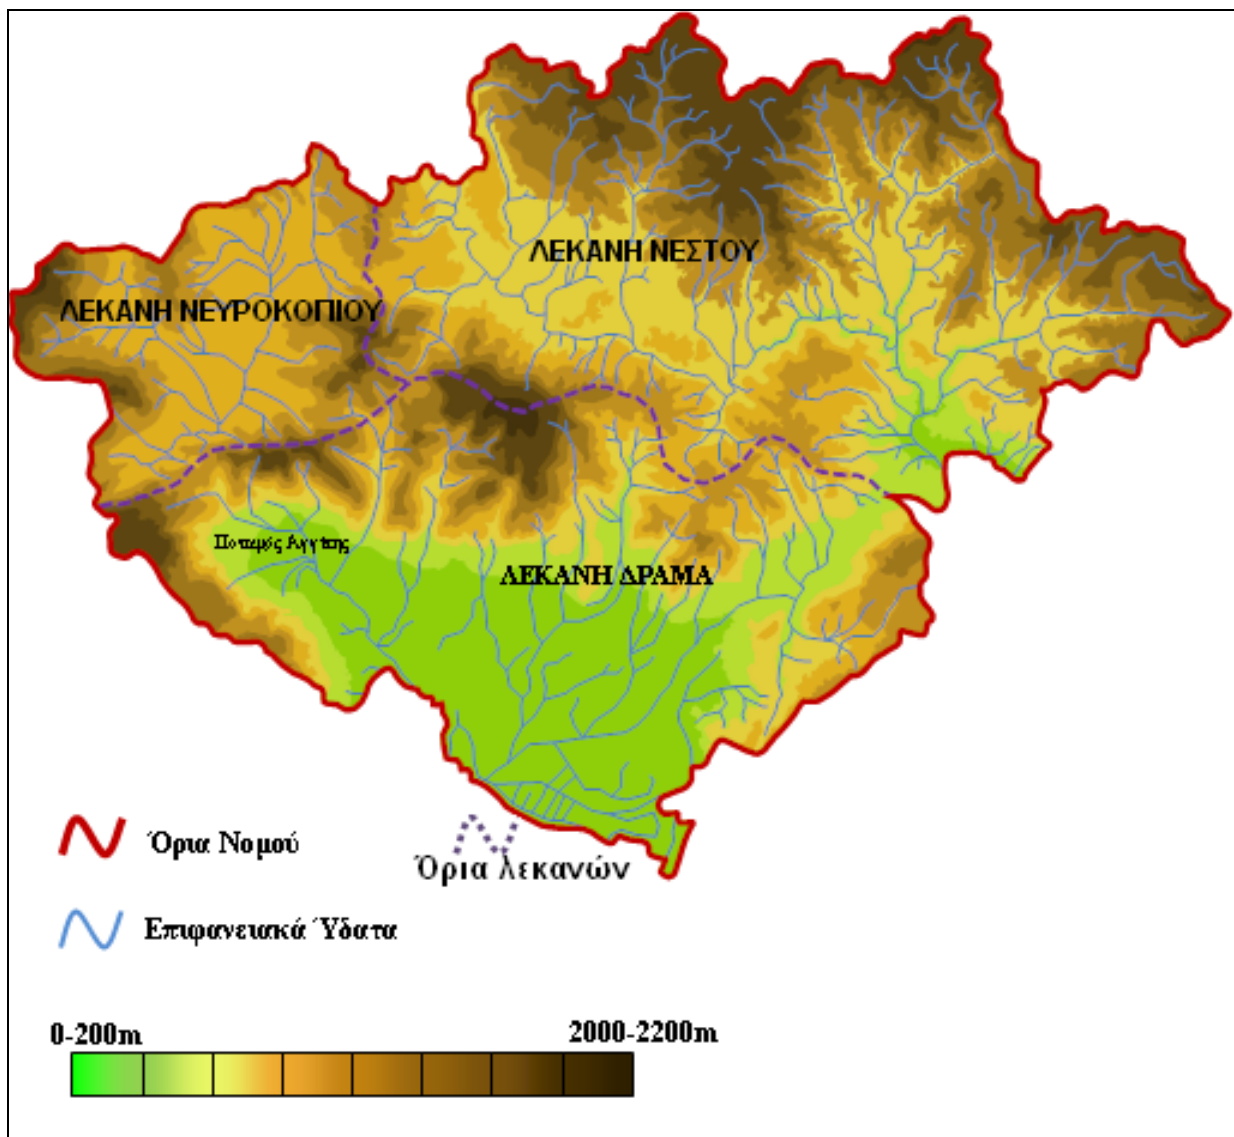 ΛΕΚΑΝΗ ΝΕΣΤΟΥ
ΛΕΚΑΝΗ ΝΕΥΡΟΚΟΠΙΟΥ
Ποταμός Αγγίτης
ΛΕΚΑΝΗ ΔΡΑΜΑ
Όρια Νομού
Όρια λεκανών
Επιφανειακά Ύδατα
0-200m 2000-2200m